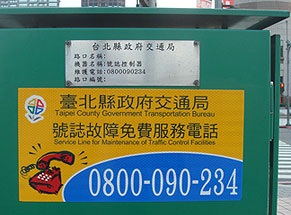 台北縣政府交通局
路口名稱:
機器名稱:號誌控制器
維護電話:0800090234
路口編號:
臺北縣政府交通局
Taipei County Government Transportation Bureau
號誌故障免費服務電話
Service Line for Maintenance of Traffic Control Facilities
0800-090-234